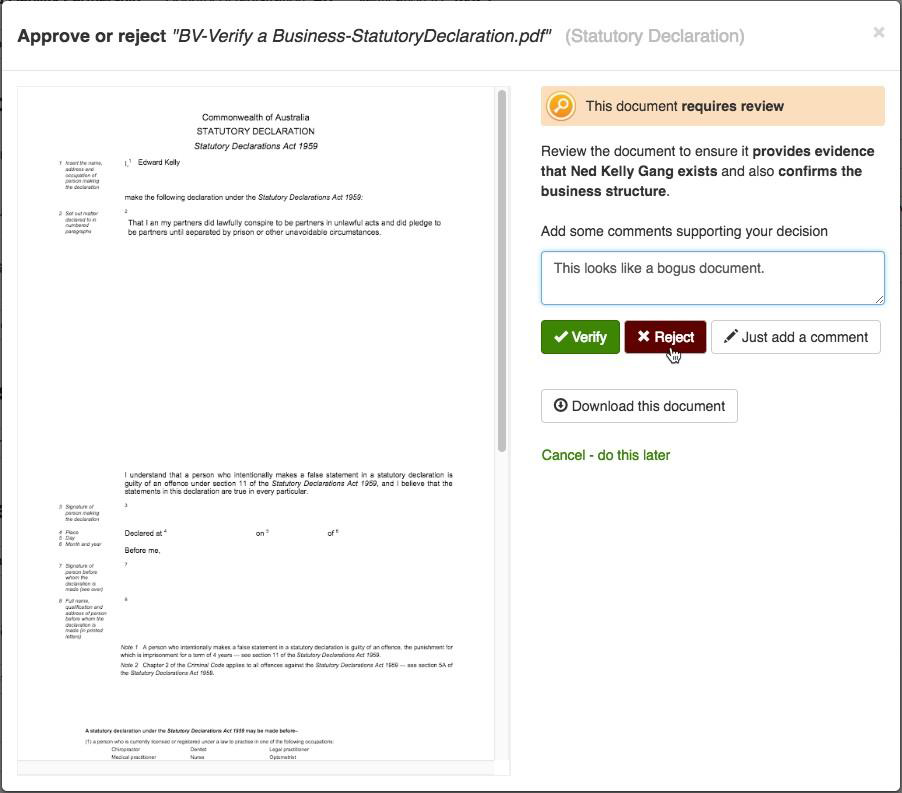 Approve or reject "BV-Verify a Business-StatutoryDeclaration.pdf" (Statutory Declaration) ×
Commonwealth of Australia
STATUTORY DECLARATION
Statutory Declarations Act 1959
1 Insert the name, address and occupation of person making the declaration
I,1 Edward Kelly
make the following declaration under the Statutory Declarations Act 1959:
2 Set out matter declared to in numbered paragraphs
2
That I an my partners did lawfully conspire to be partners in unlawful acts and did pledge to
be partners until separated by prison or other unavoidable circumstances.
I understand that a person who intentionally makes a false statement in a statutory declaration is
guilty of an offence under section 11 of the Statutory Declarations Act 1959, and I believe that the
statements in this declaration are true in every particular.
3 Signature of person making the declaration
3
4 Place
5 Day
6 Month and year
Declared at 4 on 5 of 6
Before me,
7 Signature of person before whom the declaration is made (see over)
7
8 Full name, qualification and address of person before whom the declaration is made (in printed letters)
8
Note 1 A person who intentionally makes a false statement in a statutory declaration is guilty of an offence, the punishment for
which is imprisonment for a term of 4 years — see section 11 of the Statutory Declarations Act 1959.
Note 2 Chapter 2 of the Criminal Code applies to all offences against the Statutory Declarations Act 1959 — see section 5A of
the Statutory Declarations Act 1959.
A statutory declaration under the Statutory Declarations Act 1959 may be made before–
(1) a person who is currently licensed or registered under a law to practise in one of the following occupations:
Chiropractor Dentist Legal practitioner
Medical practitioner Nurse Optometrist
This document requires review
Review the document to ensure it provides evidence
that Ned Kelly Gang exists and also confirms the
business structure.
Add some comments supporting your decision
This looks like a bogus document.
Verify
Reject
Just add a comment
Download this document
Cancel - do this later